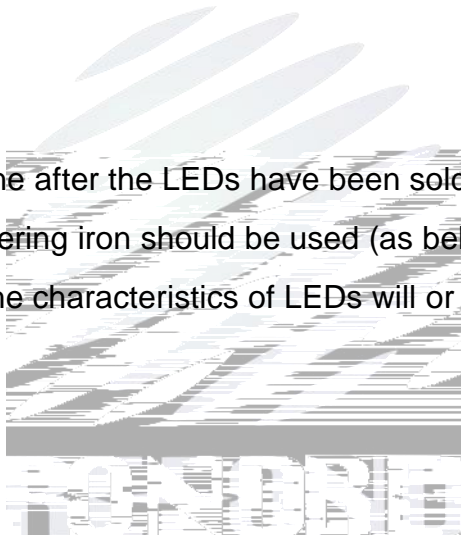 ne after the LEDs have been sold
ering iron should be used (as bel
ne characteristics of LEDs will or